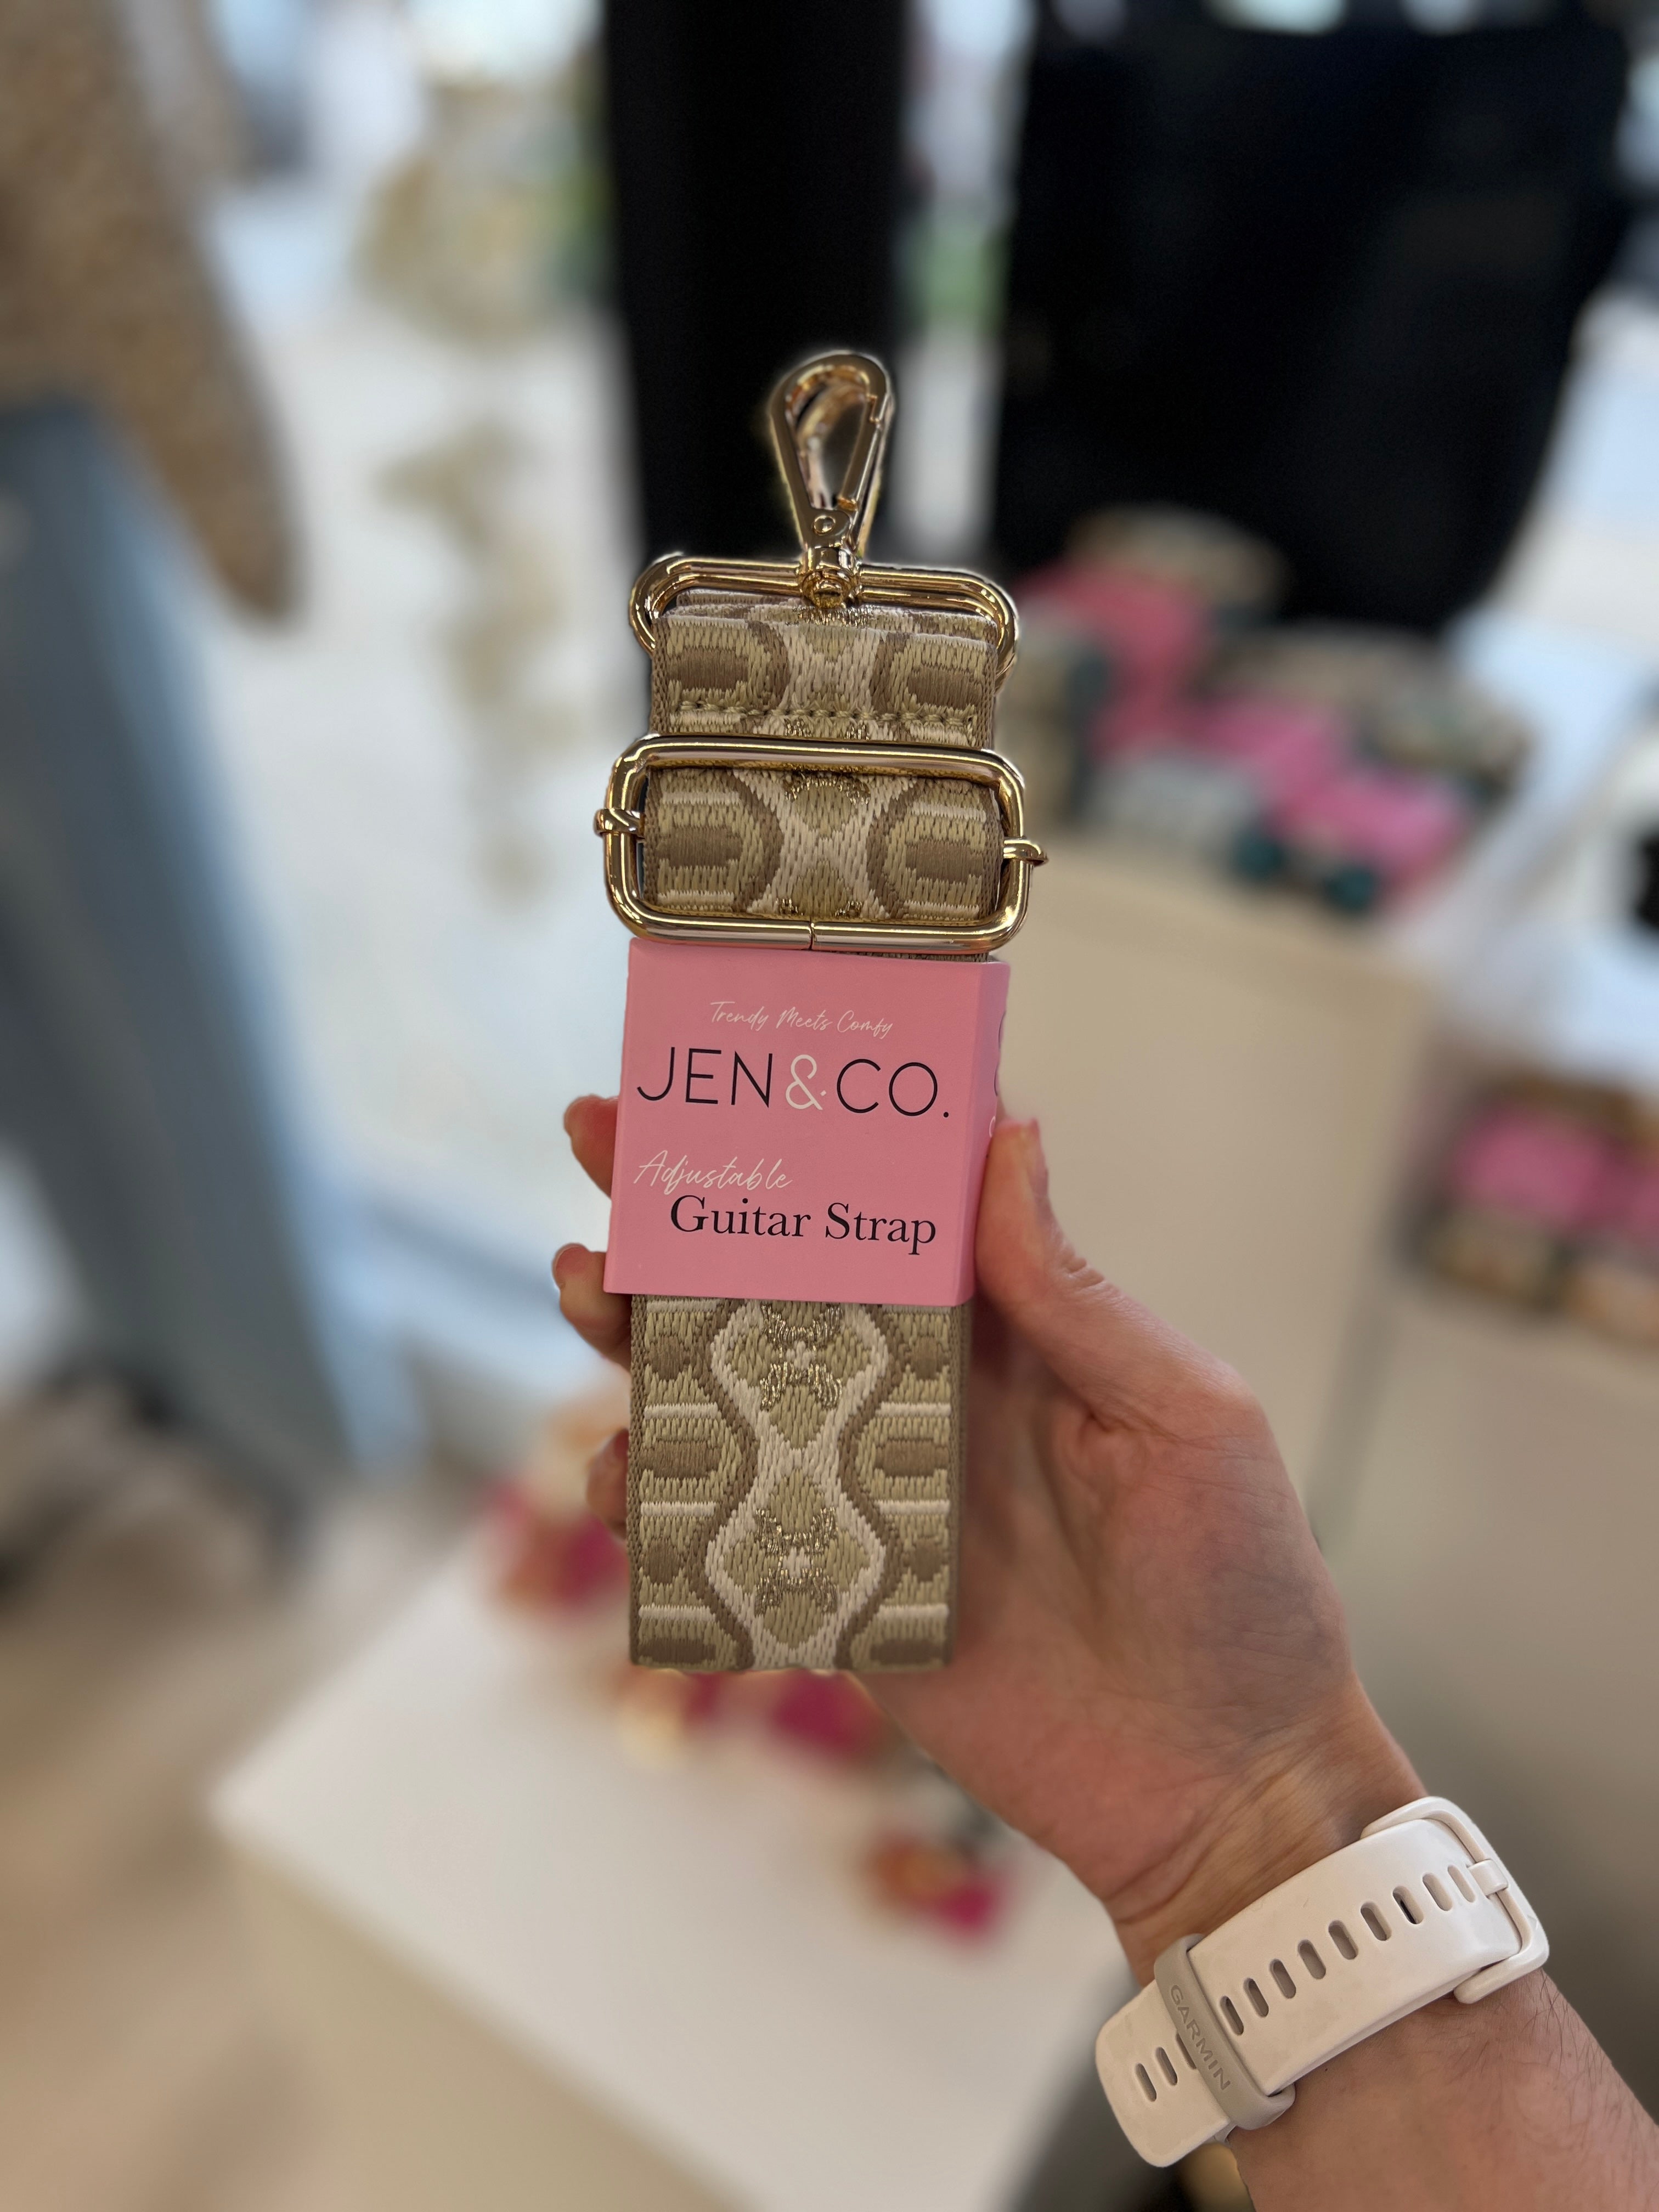 Trendy Meets Comfy
JEN & CO.
Adjustable
Guitar Strap
GARMIN